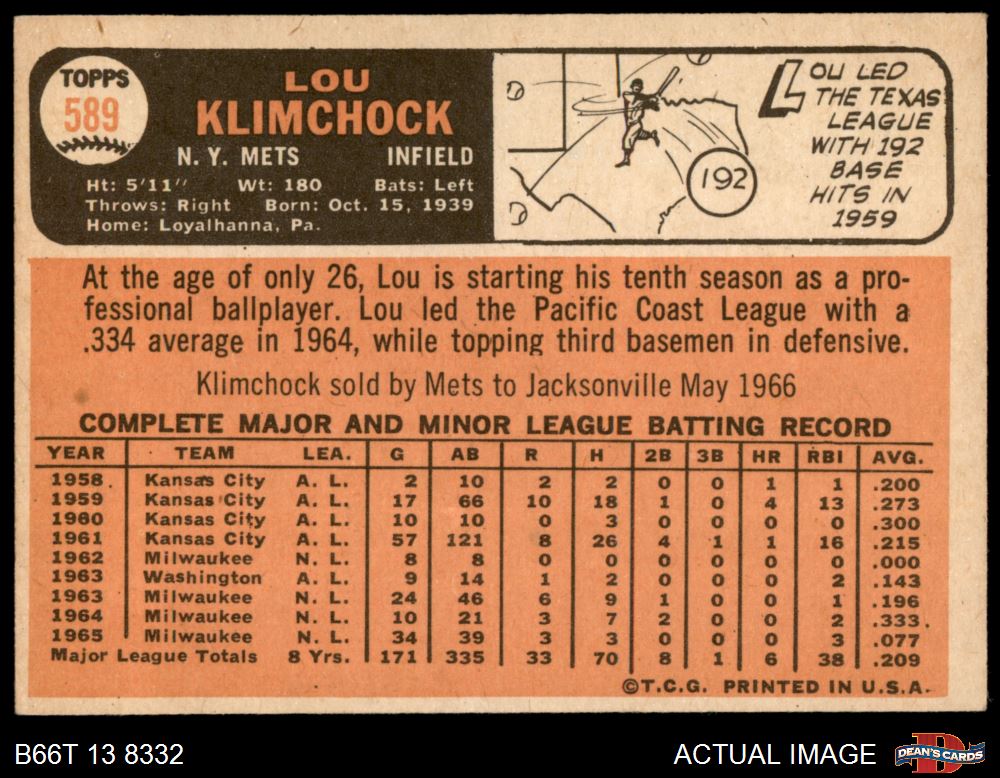 TOPPS
589
LOU
KLIMCHOCK
N. Y. METS INFIELD
Ht: 5'11" Wt: 180 Bats: Left
Throws: Right Born: Oct. 15, 1939
Home: Loyalhanna, Pa.
192
LOU LED
THE TEXAS
LEAGUE
WITH 192
BASE
HITS IN
1959
At the age of only 26, Lou is starting his tenth season as a pro-
fessional ballplayer. Lou led the Pacific Coast League with a
.334 average in 1964, while topping third basemen in defensive.
Klimchock sold by Mets to Jacksonville May 1966
COMPLETE MAJOR AND MINOR LEAGUE BATTING RECORD
YEAR TEAM LEA. G AB R H 2B 3B HR RBI AVG.
1958. Kansas City A. L. 2 10 2 2 0 0 1 1 .200
1959 Kansas City A. L. 17 66 10 18 1 0 4 13 .273
1960 Kansas City A. L. 10 10 0 3 0 0 0 0 .300
1961 Kansas City A. L. 57 121 8 26 4 1 1 16 .215
1962 Milwaukee N. L. 8 8 0 0 0 0 0 0 .000
1963 Washington A. L. 9 14 1 2 0 0 0 2 .143
1963 Milwaukee N. L. 24 46 6 9 1 0 0 1 .196
1964 Milwaukee N. L. 10 21 3 7 2 0 0 2 .333.
1965 Milwaukee N. L. 34 39 3 3 0 0 0 3 .077
Major League Totals 8 Yrs. 171 335 33 70 8 1 6 38 .209
©T.C.G. PRINTED IN U.S.A.
B66T 13 8332 ACTUAL IMAGE
DEAN'S CARDS